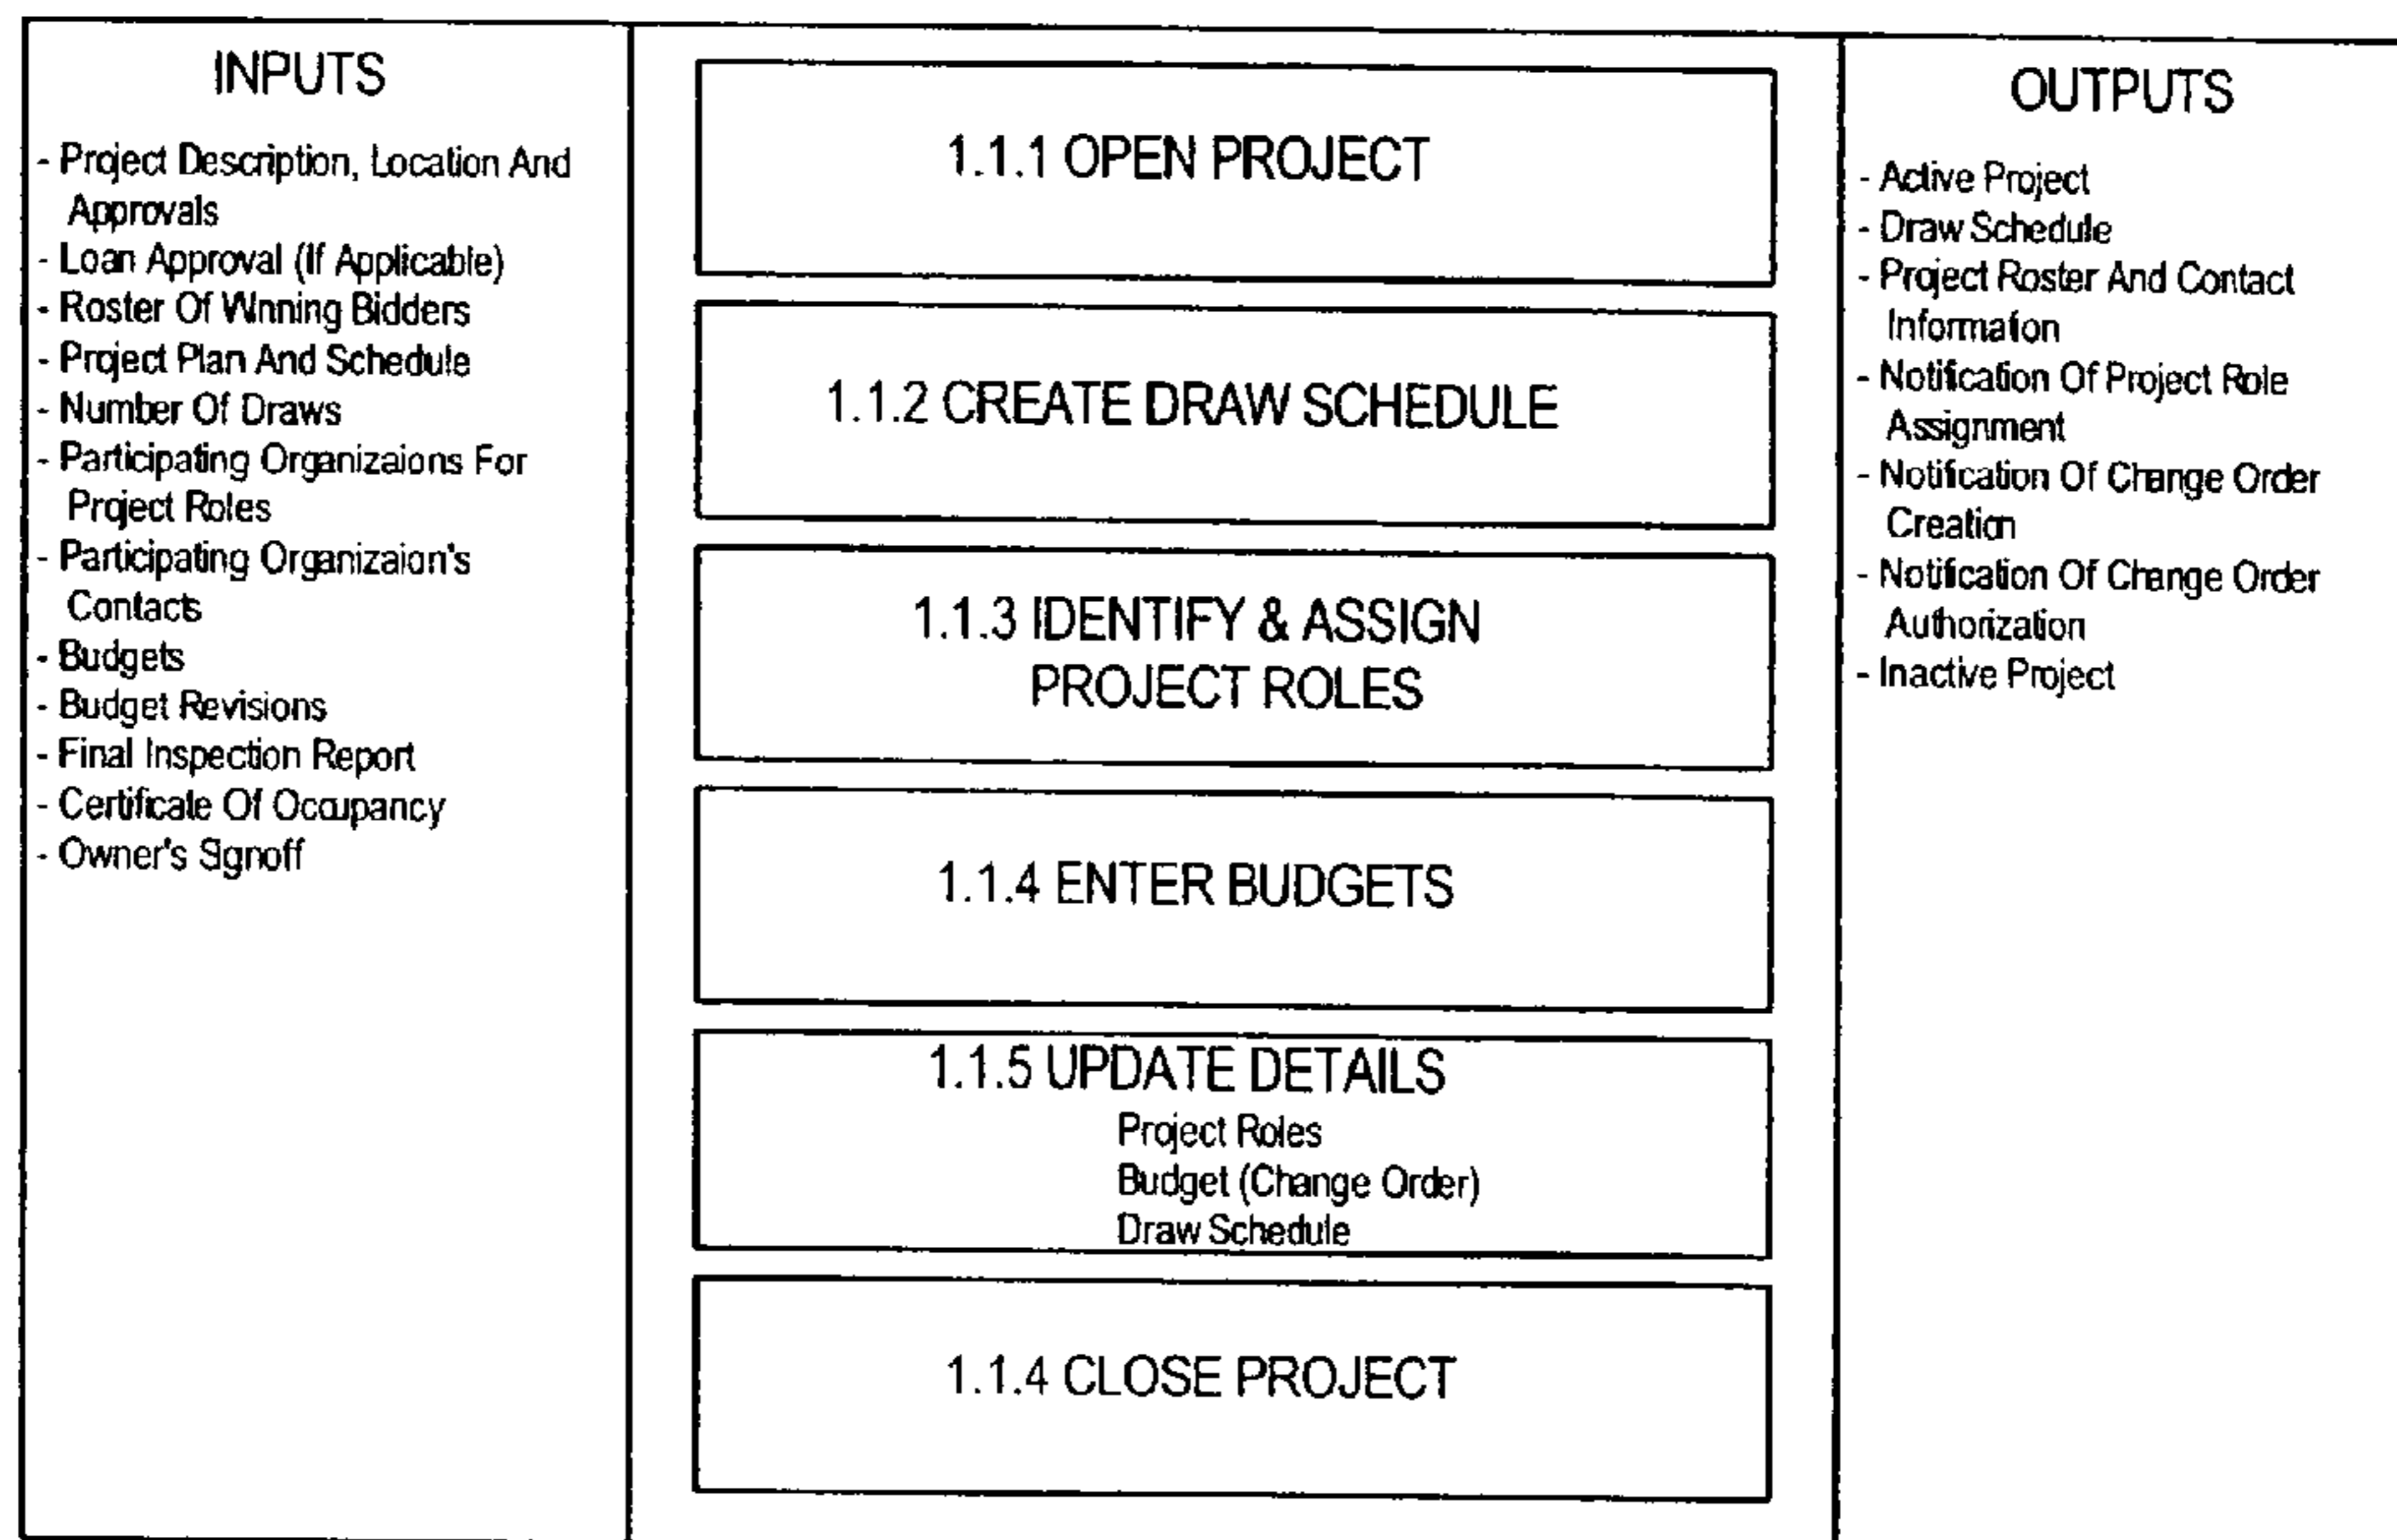 INPUTS
- Project Description, Location And
Approvals
- Loan Approval (If Applicable)
- Roster Of Winning Bidders
- Project Plan And Schedule
- Number Of Draws
- Participating Organizaions For
Project Roles
- Participating Organizaion's
Contacts
- Budgets
- Budget Revisions
- Final Inspection Report
- Certificate Of Occupancy
- Owner's Signoff
1.1.1 OPEN PROJECT
1.1.2 CREATE DRAW SCHEDULE
1.1.3 IDENTIFY & ASSIGN
PROJECT ROLES
1.1.4 ENTER BUDGETS
1.1.5 UPDATE DETAILS
Project Roles
Budget (Change Order)
Draw Schedule
1.1.4 CLOSE PROJECT
OUTPUTS
- Active Project
- Draw Schedule
- Project Roster And Contact
Information
- Notification Of Project Role
Assignment
- Notification Of Change Order
Creation
- Notification Of Change Order
Authorization
- Inactive Project